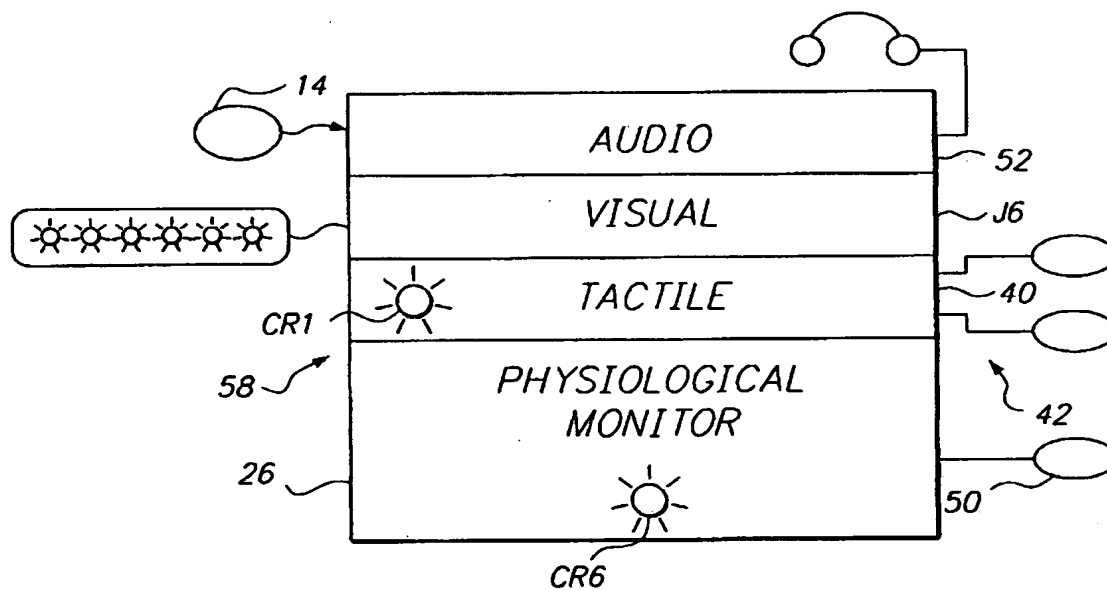 14
AUDIO
52
VISUAL
J6
TACTILE
40
CR1
58
PHYSIOLOGICAL
MONITOR
42
26
50
CR6